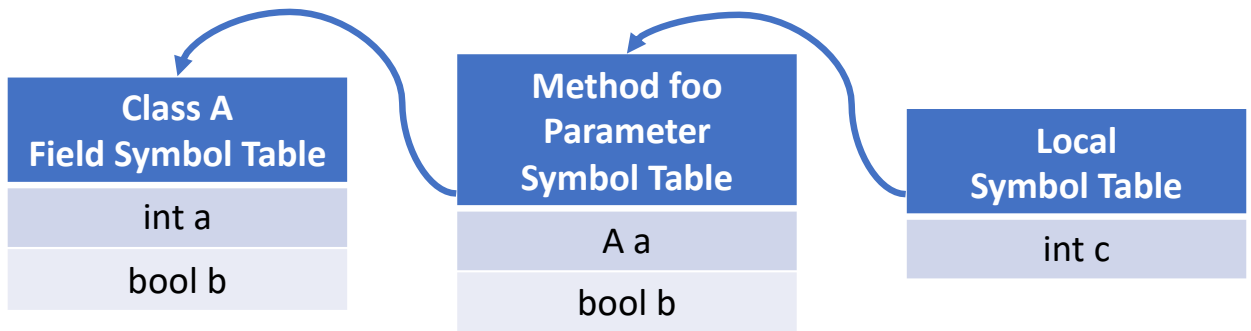 Class A
Field Symbol Table
int a
bool b
Method foo
Parameter
Symbol Table
A a
bool b
Local
Symbol Table
int c